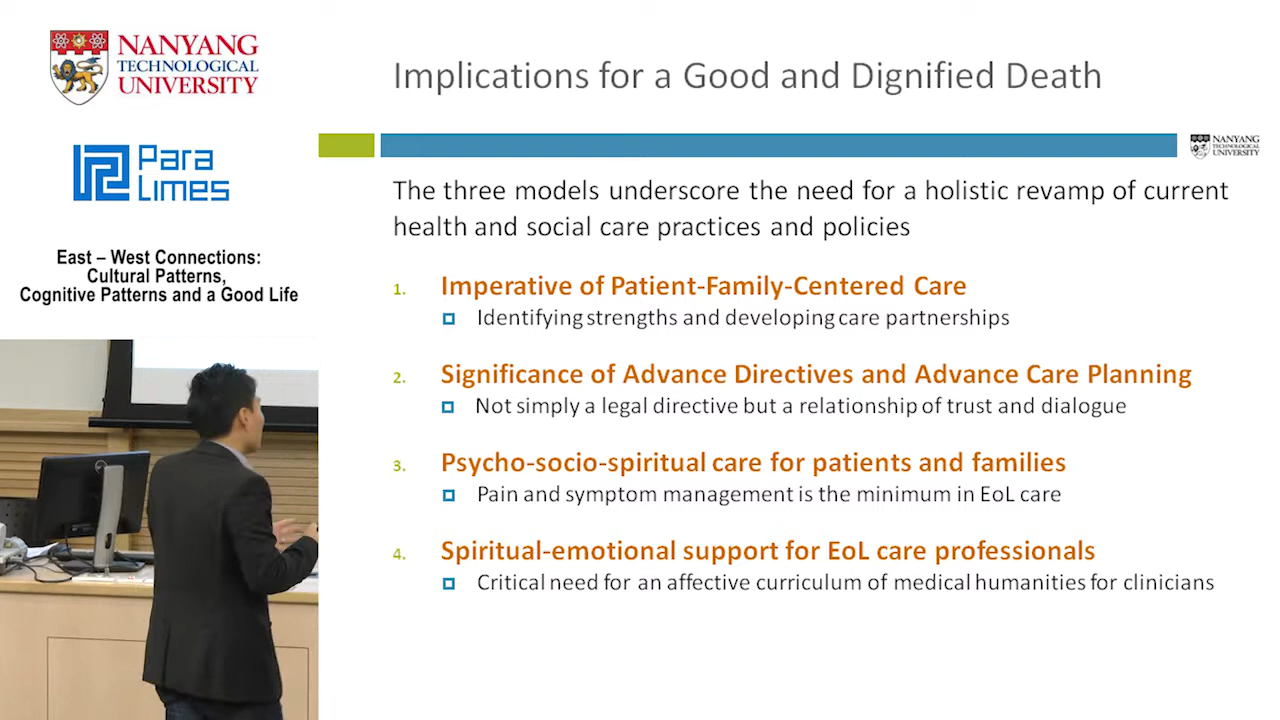 NANYANG
TECHNOLOGICAL
UNIVERSITY
Para
Limes
East – West Connections:
Cultural Patterns,
Cognitive Patterns and a Good Life
Implications for a Good and Dignified Death
NANYANG
TECHNOLOGICAL
UNIVERSITY
The three models underscore the need for a holistic revamp of current
health and social care practices and policies
1. Imperative of Patient-Family-Centered Care
Identifying strengths and developing care partnerships
2. Significance of Advance Directives and Advance Care Planning
Not simply a legal directive but a relationship of trust and dialogue
3. Psycho-socio-spiritual care for patients and families
Pain and symptom management is the minimum in EoL care
4. Spiritual-emotional support for EoL care professionals
Critical need for an affective curriculum of medical humanities for clinicians